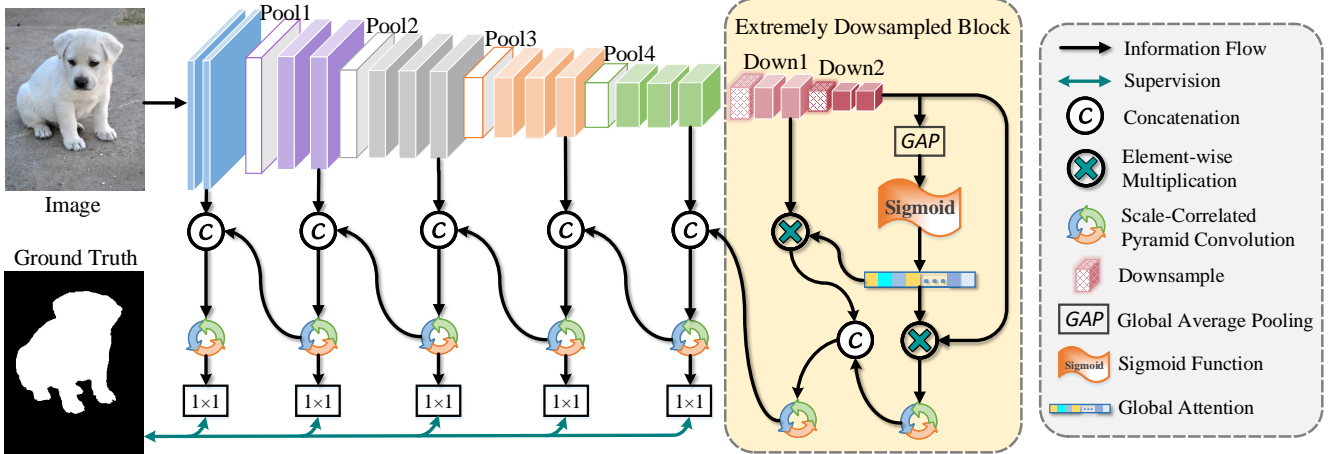 Pool1
Pool2
Pool3
Pool4
Extremely Dowsampled Block
Down1
Down2
GAP
Sigmoid
Image
Ground Truth
C
C
C
C
C
C
1×1
1×1
1×1
1×1
1×1
Information Flow
Supervision
C
Concatenation
Element-wise
Multiplication
Scale-Correlated
Pyramid Convolution
Downsample
GAP
Global Average Pooling
Sigmoid
Sigmoid Function
Global Attention